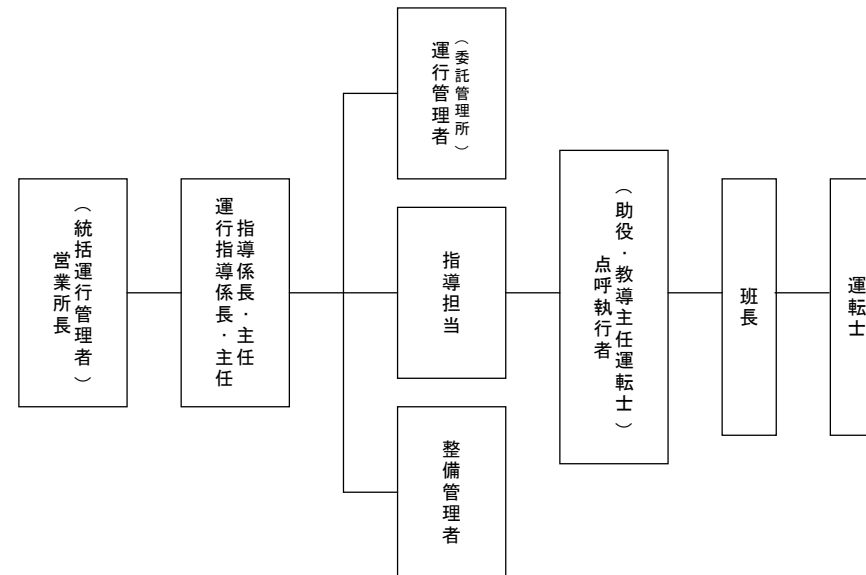 （統括運行管理者）
営業所長
指導係長・主任
運行指導係長・主任
（委託管理所）
運行管理者
指導担当
整備管理者
（助役・教導主任運転士）
点呼執行者
班長
運転士